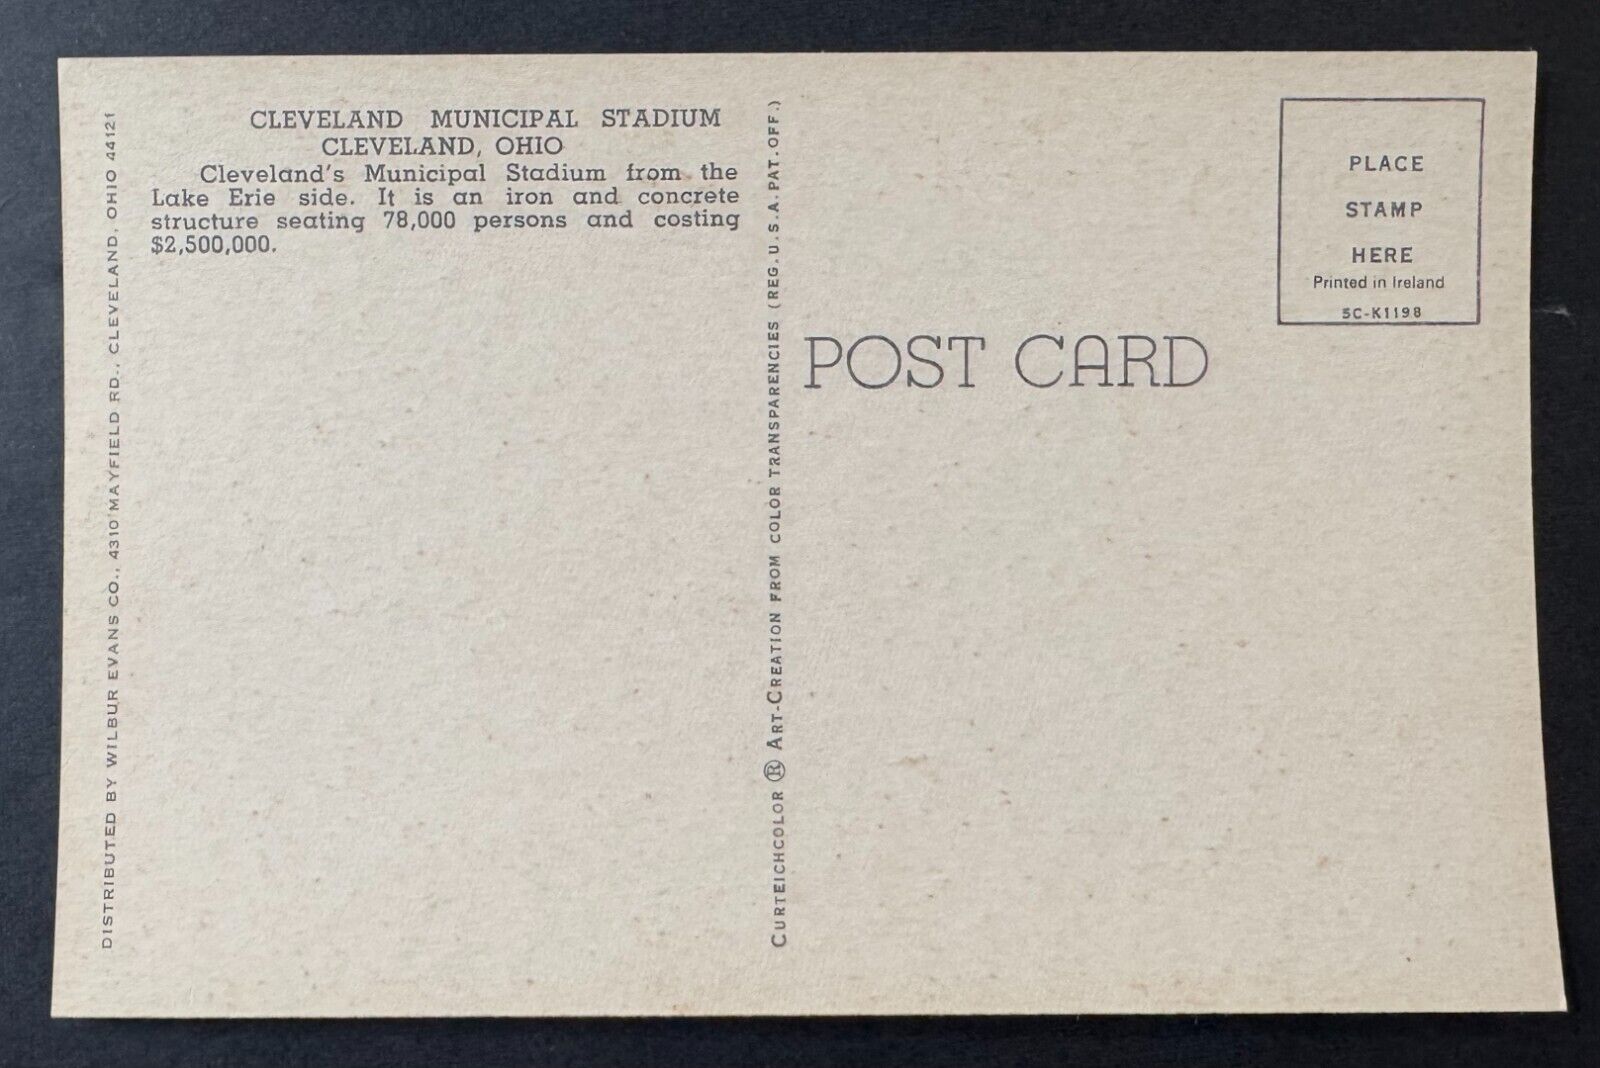 CLEVELAND MUNICIPAL STADIUM
CLEVELAND, OHIO
Cleveland's Municipal Stadium from the
Lake Erie side. It is an iron and concrete
structure seating 78,000 persons and costing
$2,500,000.
DISTRIBUTED BY WILBUR EVANS CO., 4310 MAYFIELD RD., CLEVELAND, OHIO 44121
CURTEICHCOLOR ® ART-CREATION FROM COLOR TRANSPARENCIES (REG. U.S.A. PAT. OFF.)
POST CARD
PLACE
STAMP
HERE
Printed in Ireland
5C-K1198